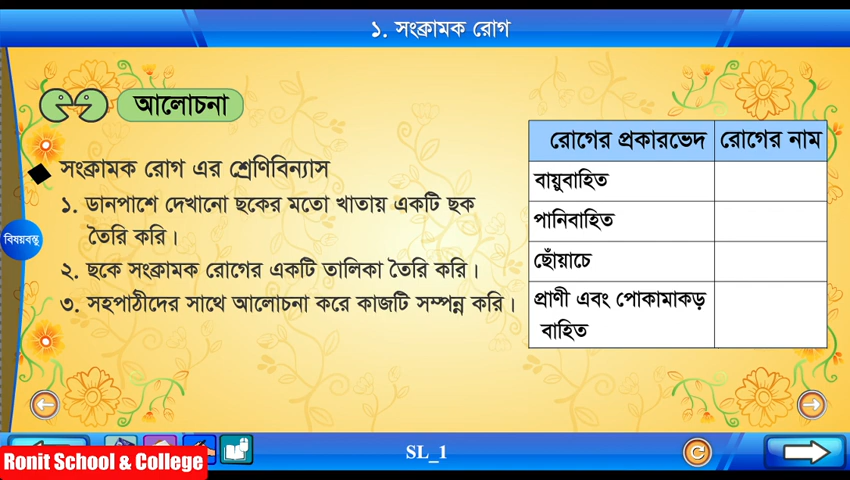 ১. সংক্রামক রোগ
আলোচনা
সংক্রামক রোগ এর শ্রেণিবিন্যাস
১. ডানপাশে দেখানো ছকের মতো খাতায় একটি ছক
তৈরি করি।
২. ছকে সংক্রামক রোগের একটি তালিকা তৈরি করি।
৩. সহপাঠীদের সাথে আলোচনা করে কাজটি সম্পন্ন করি।
রোগের প্রকারভেদ রোগের নাম
বায়ুবাহিত
পানিবাহিত
ছোঁয়াচে
প্রাণী এবং পোকামাকড়
বাহিত
বিষয়বস্তু
SL_1
Ronit School & College